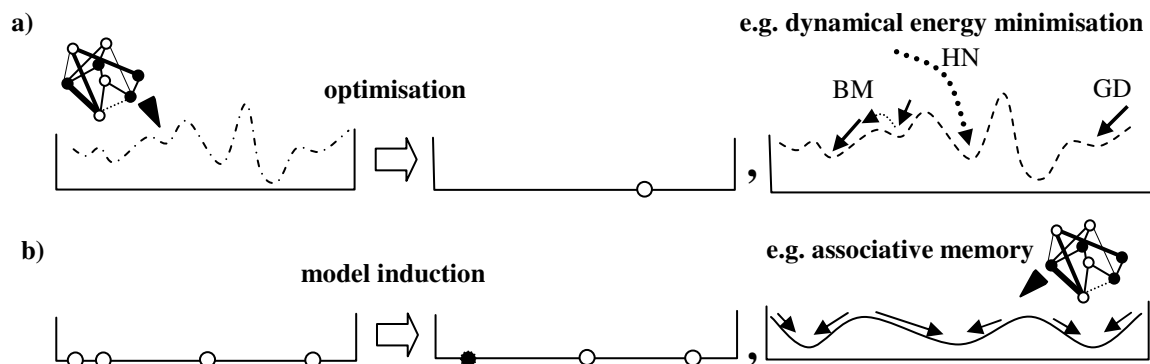 a)
e.g. dynamical energy minimisation
HN
optimisation
BM
GD
,
b)
e.g. associative memory
model induction
,